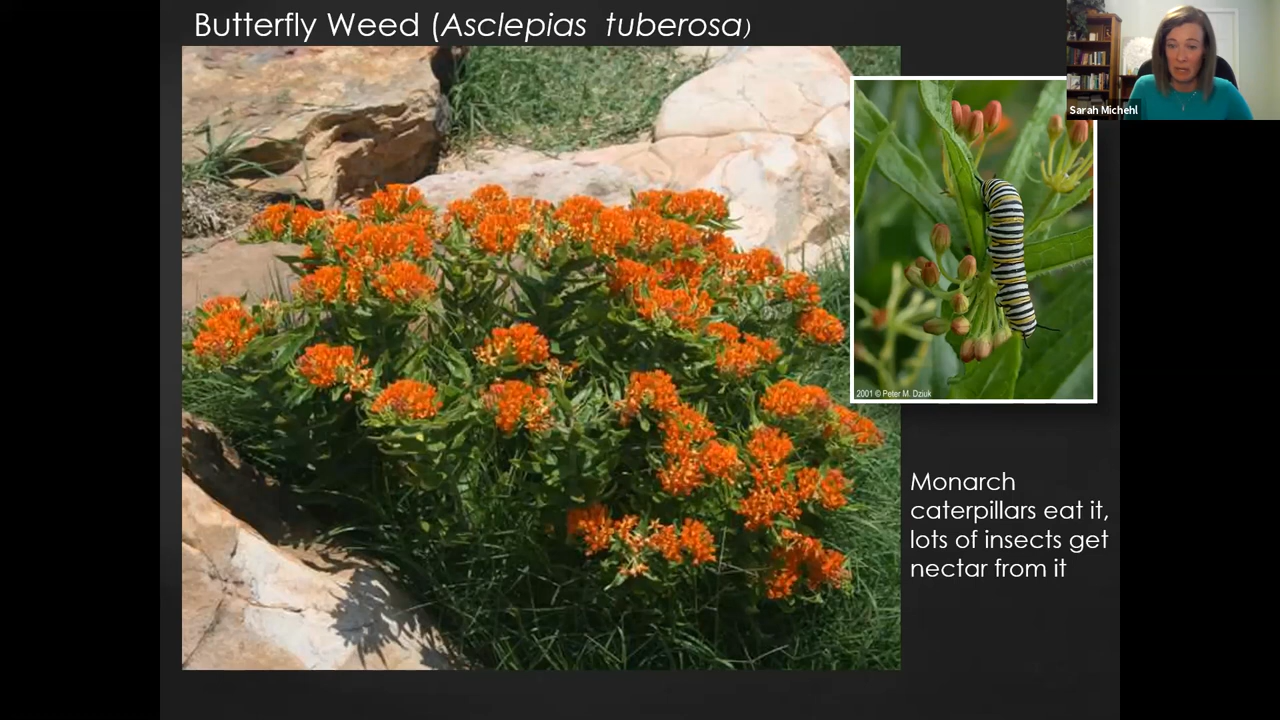 Butterfly Weed (Asclepias tuberosa)
Sarah Michehl
2001 © Peter M. Dziuk
Monarch
caterpillars eat it,
lots of insects get
nectar from it